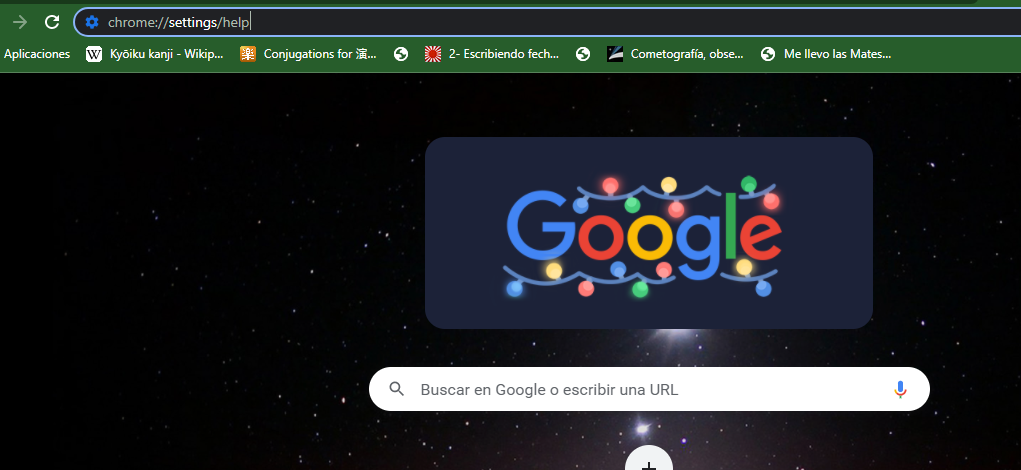 chrome://settings/help
Aplicaciones
Kyōiku kanji - Wikip...
Conjugations for 演...
2- Escribiendo fech...
Cometografía, obse...
Me llevo las Mates...
Google
Buscar en Google o escribir una URL